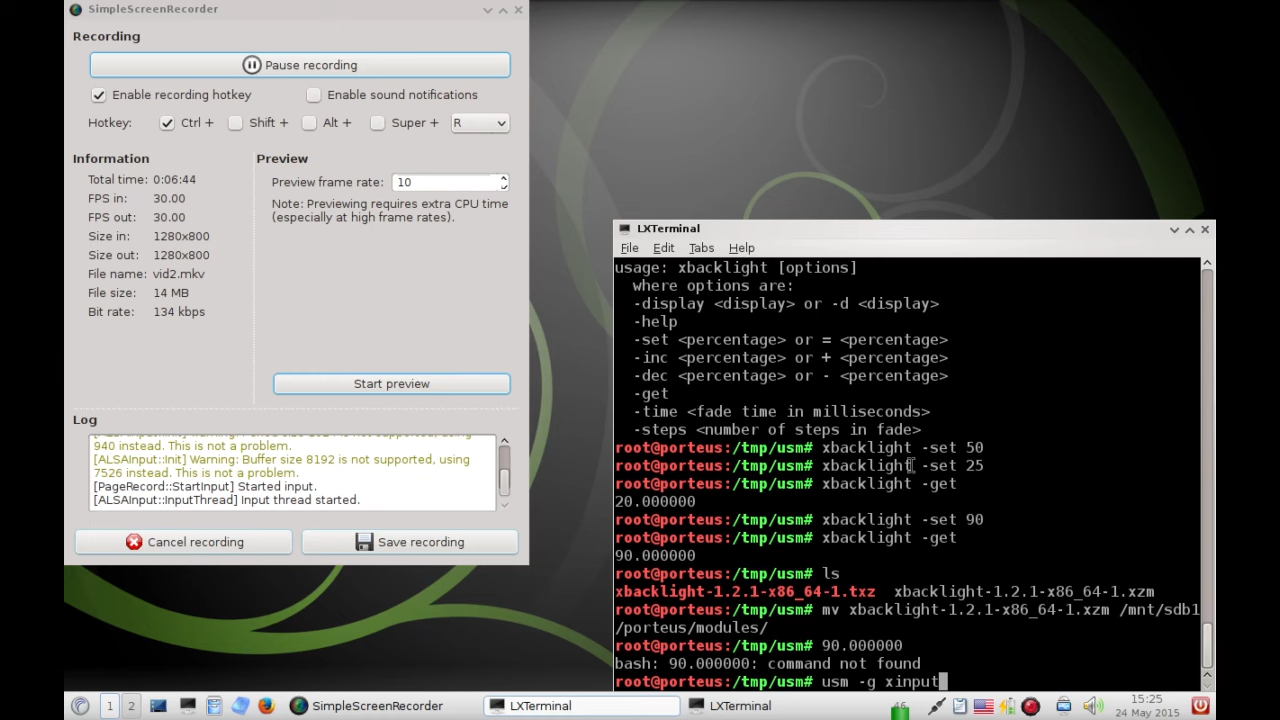 SimpleScreenRecorder
Recording
Pause recording
Enable recording hotkey
Enable sound notifications
Hotkey: Ctrl + Shift + Alt + Super + R
Information
Total time: 0:06:44
FPS in: 30.00
FPS out: 30.00
Size in: 1280x800
Size out: 1280x800
File name: vid2.mkv
File size: 14 MB
Bit rate: 134 kbps
Preview
Preview frame rate: 10
Note: Previewing requires extra CPU time
(especially at high frame rates).
Start preview
Log
940 instead. This is not a problem.
[ALSAInput::Init] Warning: Buffer size 8192 is not supported, using
7526 instead. This is not a problem.
[PageRecord::StartInput] Started input.
[ALSAInput::InputThread] Input thread started.
Cancel recording
Save recording
LXTerminal
File Edit Tabs Help
usage: xbacklight [options]
where options are:
-display <display> or -d <display>
-help
-set <percentage> or = <percentage>
-inc <percentage> or + <percentage>
-dec <percentage> or - <percentage>
-get
-time <fade time in milliseconds>
-steps <number of steps in fade>
root@porteus:/tmp/usm# xbacklight -set 50
root@porteus:/tmp/usm# xbacklight -set 25
root@porteus:/tmp/usm# xbacklight -get
20.000000
root@porteus:/tmp/usm# xbacklight -set 90
root@porteus:/tmp/usm# xbacklight -get
90.000000
root@porteus:/tmp/usm# ls
xbacklight-1.2.1-x86_64-1.txz xbacklight-1.2.1-x86_64-1.xzm
root@porteus:/tmp/usm# mv xbacklight-1.2.1-x86_64-1.xzm /mnt/sdb1
/porteus/modules/
root@porteus:/tmp/usm# 90.000000
bash: 90.000000: command not found
root@porteus:/tmp/usm# usm -g xinput
1 2
SimpleScreenRecorder
LXTerminal
LXTerminal
46
15:25
24 May 2015